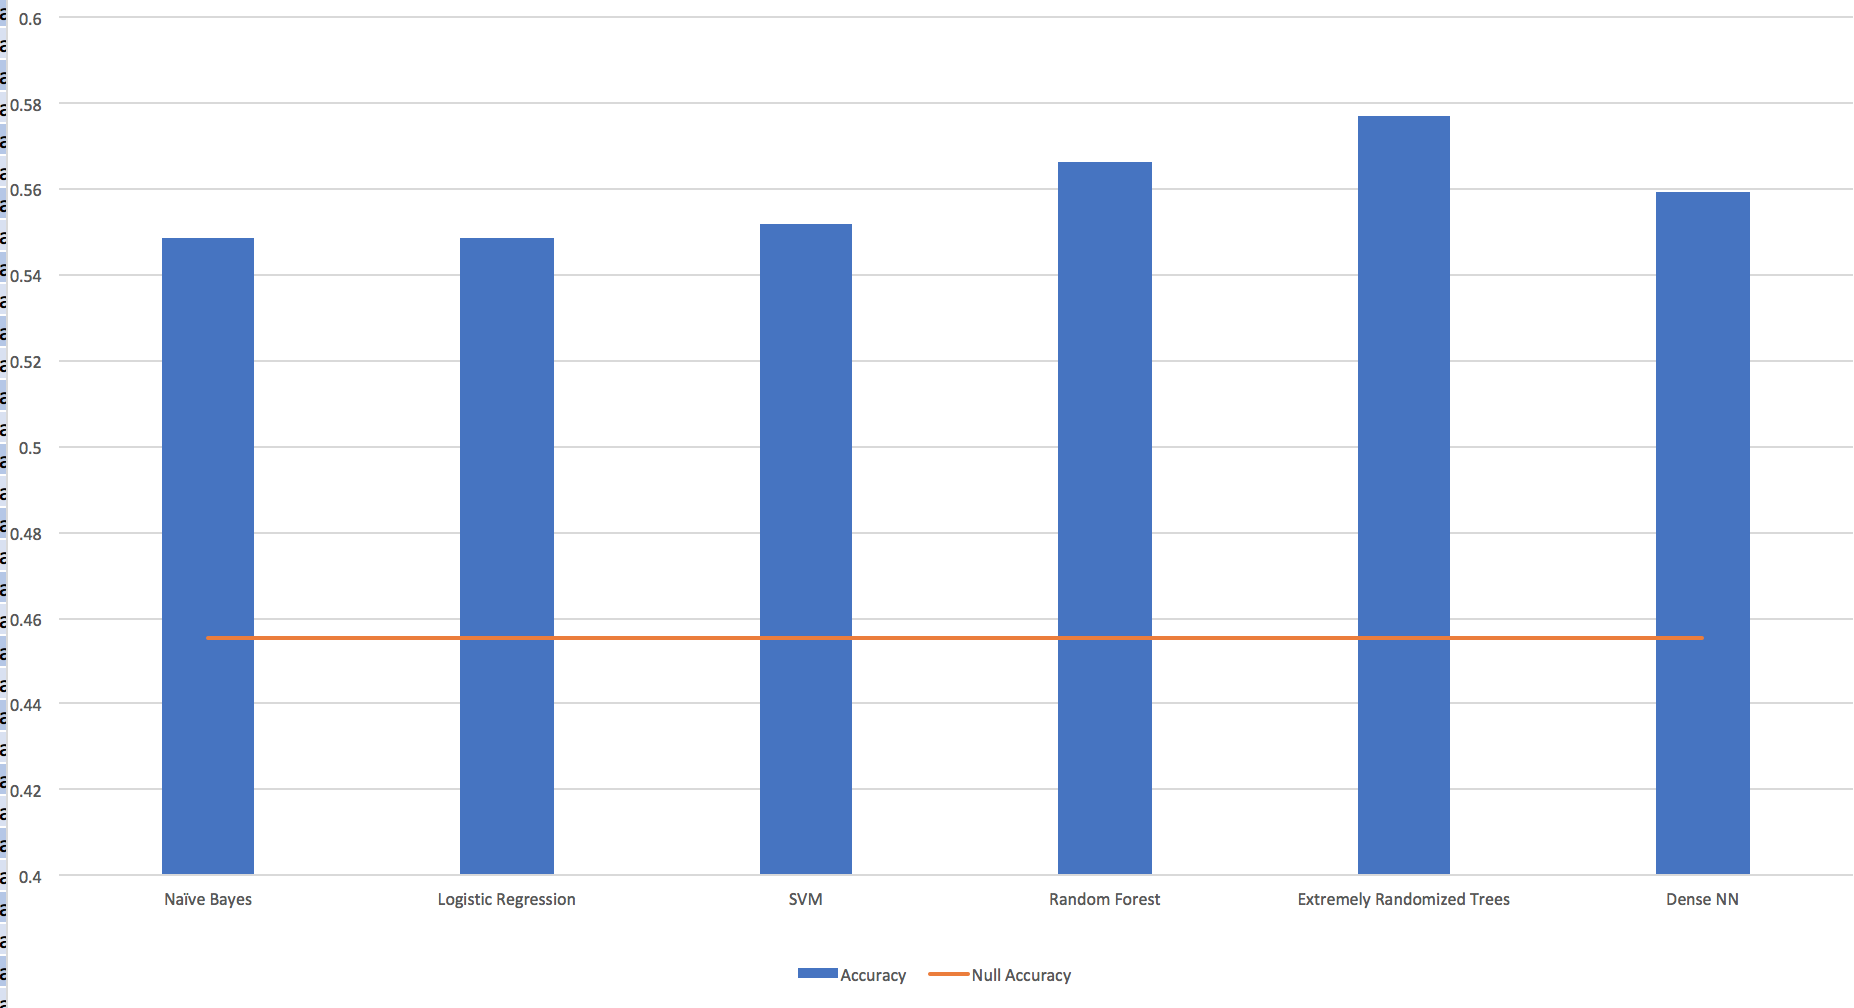 0.6
0.58
0.56
0.54
0.52
0.5
0.48
0.46
0.44
0.42
0.4
Naïve Bayes
Logistic Regression
SVM
Random Forest
Extremely Randomized Trees
Dense NN
Accuracy
Null Accuracy